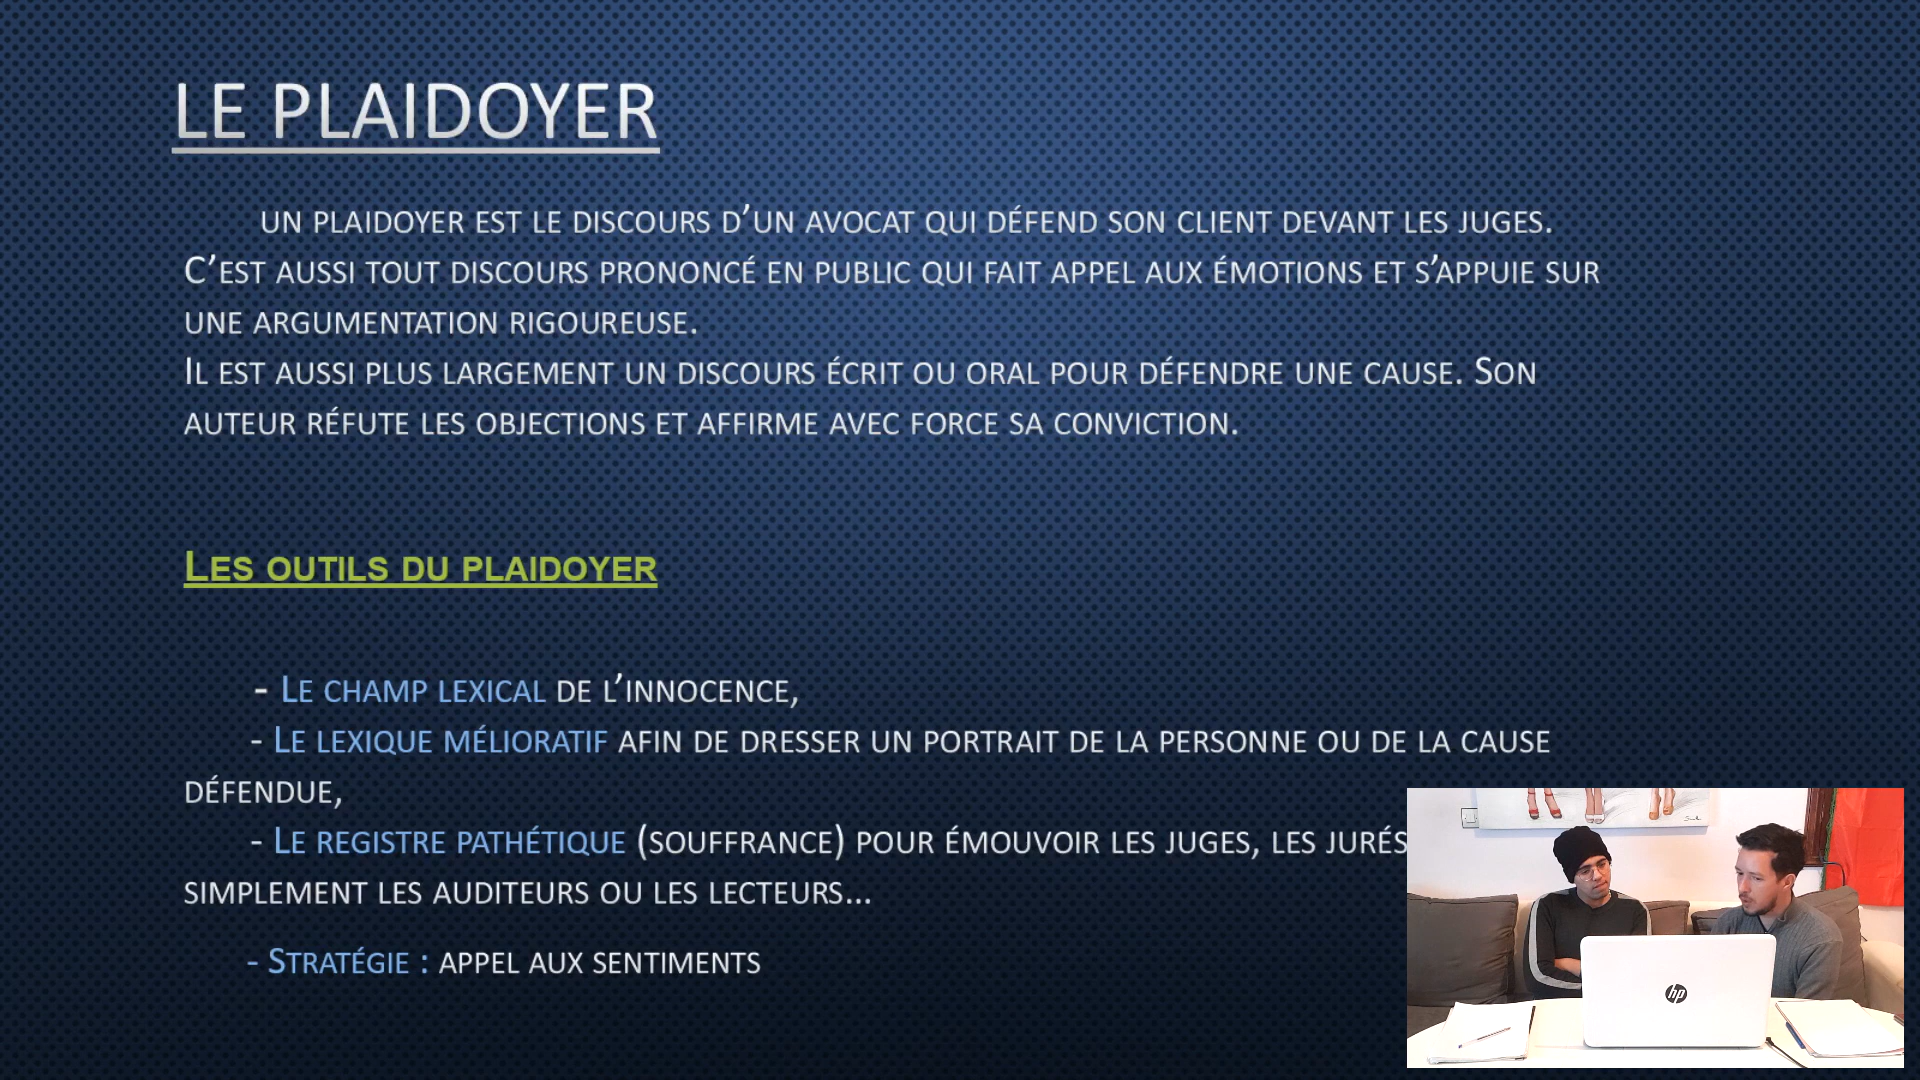 LE PLAIDOYER
UN PLAIDOYER EST LE DISCOURS D’UN AVOCAT QUI DÉFEND SON CLIENT DEVANT LES JUGES.
C’EST AUSSI TOUT DISCOURS PRONONCÉ EN PUBLIC QUI FAIT APPEL AUX ÉMOTIONS ET S’APPUIE SUR
UNE ARGUMENTATION RIGOUREUSE.
IL EST AUSSI PLUS LARGEMENT UN DISCOURS ÉCRIT OU ORAL POUR DÉFENDRE UNE CAUSE. SON
AUTEUR RÉFUTE LES OBJECTIONS ET AFFIRME AVEC FORCE SA CONVICTION.
LES OUTILS DU PLAIDOYER
- LE CHAMP LEXICAL DE L’INNOCENCE,
- LE LEXIQUE MÉLIORATIF AFIN DE DRESSER UN PORTRAIT DE LA PERSONNE OU DE LA CAUSE
DÉFENDUE,
- LE REGISTRE PATHÉTIQUE (SOUFFRANCE) POUR ÉMOUVOIR LES JUGES, LES JURÉS
SIMPLEMENT LES AUDITEURS OU LES LECTEURS...
- STRATÉGIE : APPEL AUX SENTIMENTS
hp